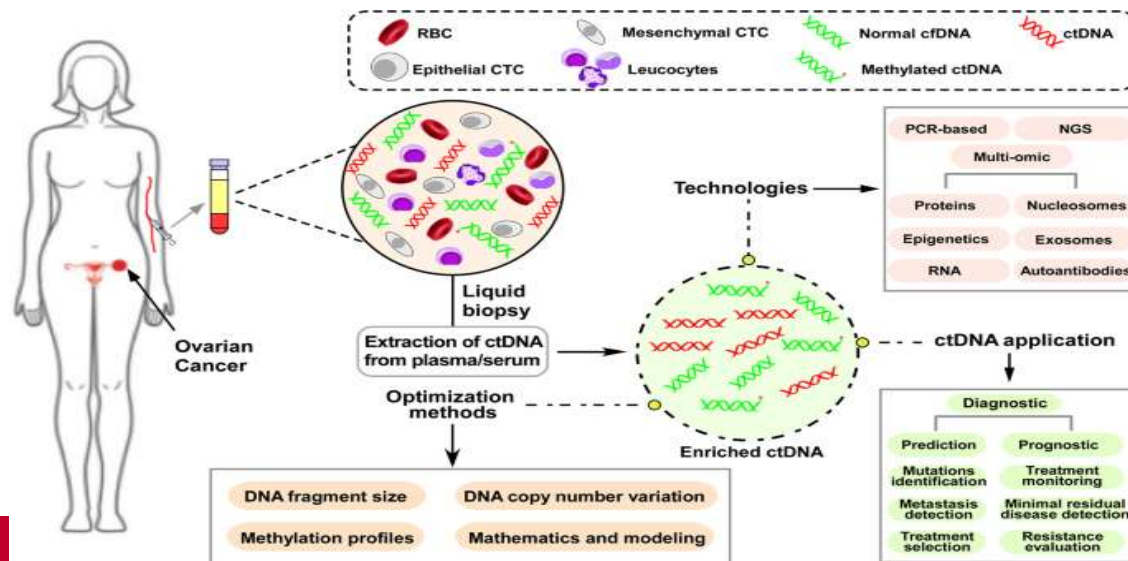 RBC
Mesenchymal CTC
Normal cfDNA
ctDNA
Epithelial CTC
Leucocytes
Methylated ctDNA
Ovarian
Cancer
Liquid
biopsy
Extraction of ctDNA
from plasma/serum
Optimization
methods
DNA fragment size
DNA copy number variation
Methylation profiles
Mathematics and modeling
Enriched ctDNA
Technologies
PCR-based
NGS
Multi-omic
Proteins
Nucleosomes
Epigenetics
Exosomes
RNA
Autoantibodies
ctDNA application
Diagnostic
Prediction
Prognostic
Mutations
identification
Treatment
monitoring
Metastasis
detection
Minimal residual
disease detection
Treatment
selection
Resistance
evaluation